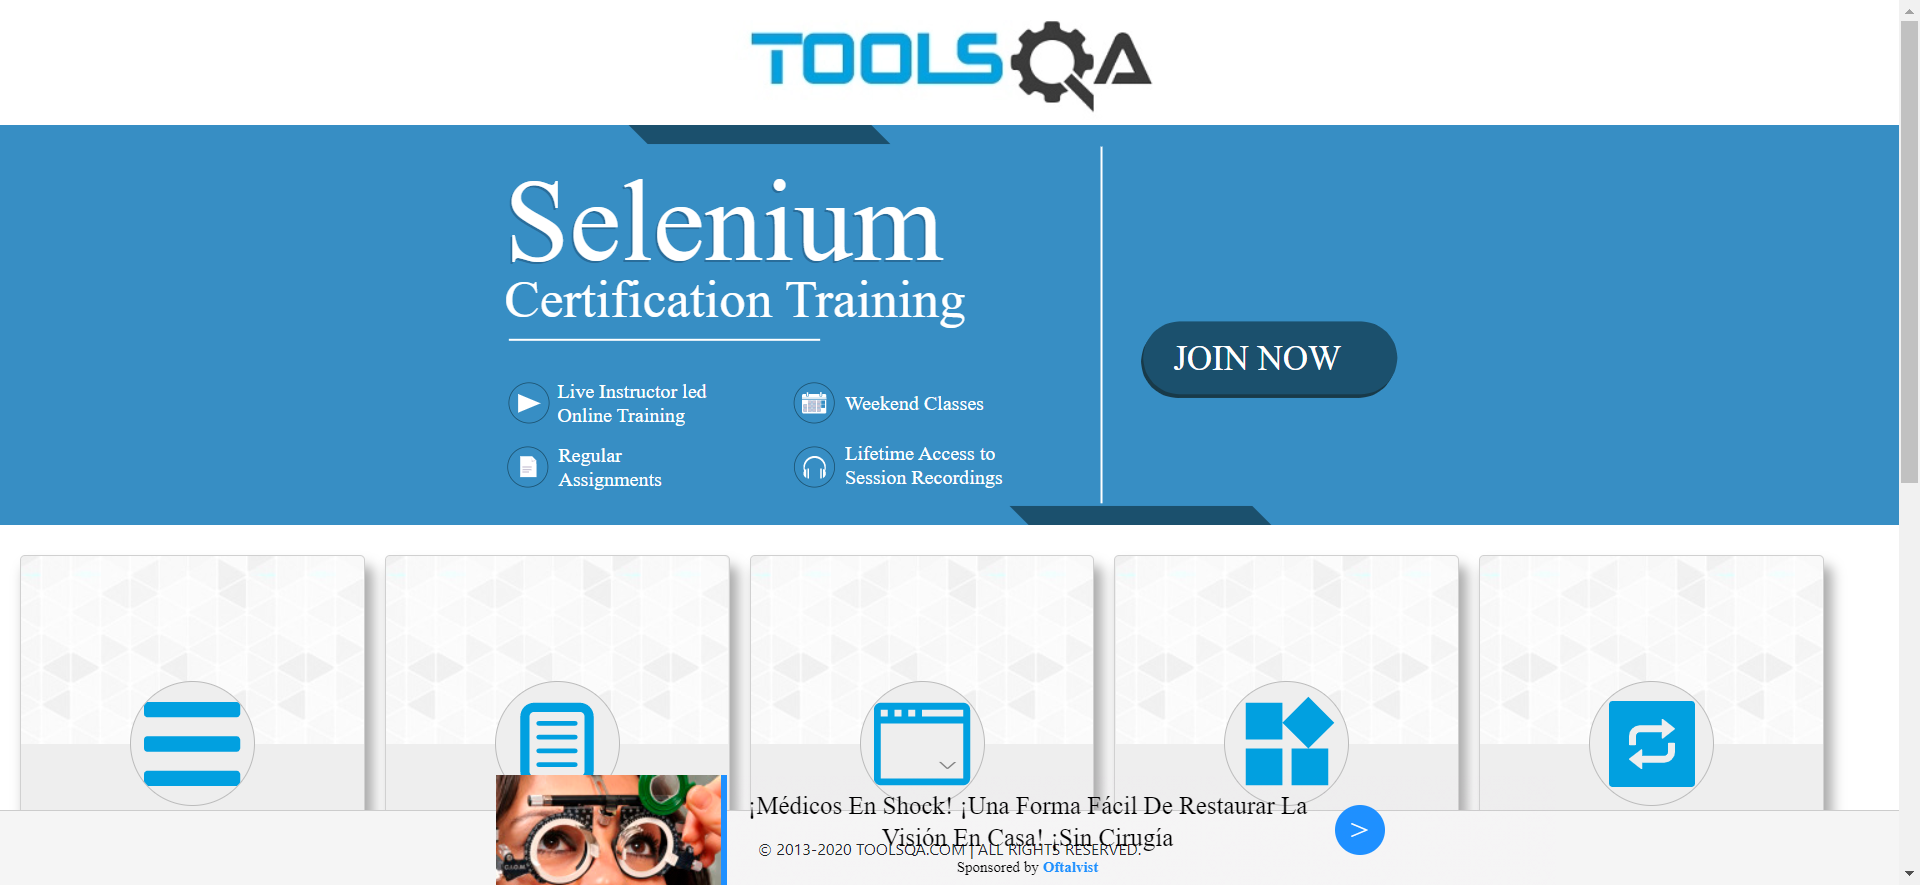 TOOLSQA
Selenium
Certification Training
Live Instructor led
Online Training
Weekend Classes
Regular
Assignments
Lifetime Access to
Session Recordings
JOIN NOW
¡Médicos En Shock! ¡Una Forma Fácil De Restaurar La
Visión En Casa! ¡Sin Cirugía
© 2013-2020 TOOLSQA.COM | ALL RIGHTS RESERVED.
Sponsored by Oftalvist